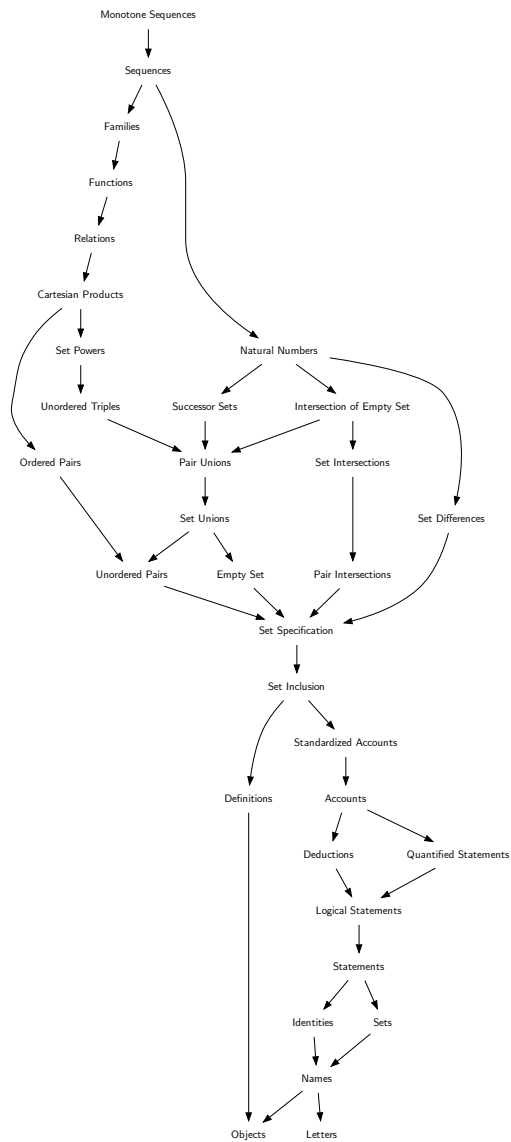 Monotone Sequences
Sequences
Families
Functions
Relations
Cartesian Products
Set Powers
Natural Numbers
Unordered Triples
Successor Sets
Intersection of Empty Set
Ordered Pairs
Pair Unions
Set Intersections
Set Unions
Set Differences
Unordered Pairs
Empty Set
Pair Intersections
Set Specification
Set Inclusion
Standardized Accounts
Definitions
Accounts
Deductions
Quantified Statements
Logical Statements
Statements
Identities
Sets
Names
Objects
Letters